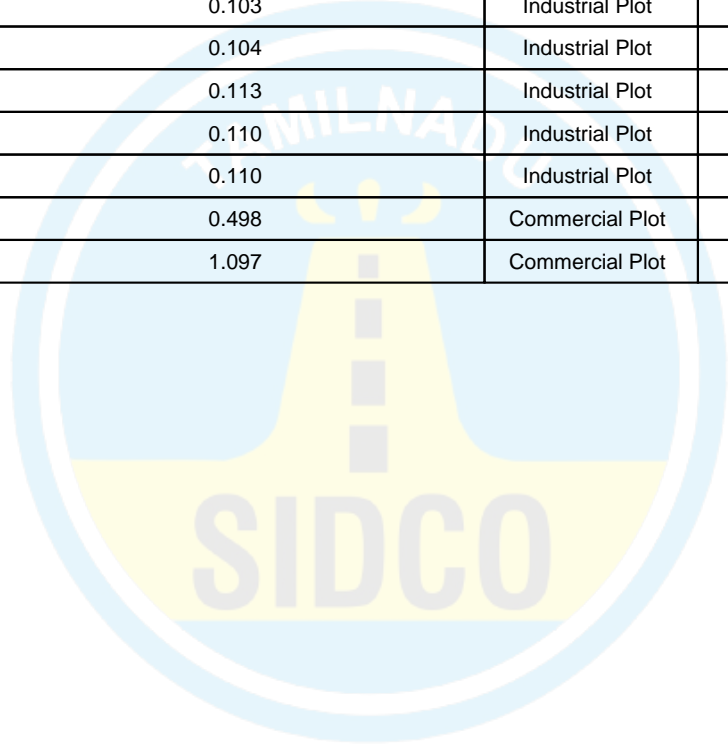 0.103 Industrial Plot
0.104 Industrial Plot
0.113 Industrial Plot
0.110 Industrial Plot
0.110 Industrial Plot
0.498 Commercial Plot
1.097 Commercial Plot
TAMILNADU
SIDCO